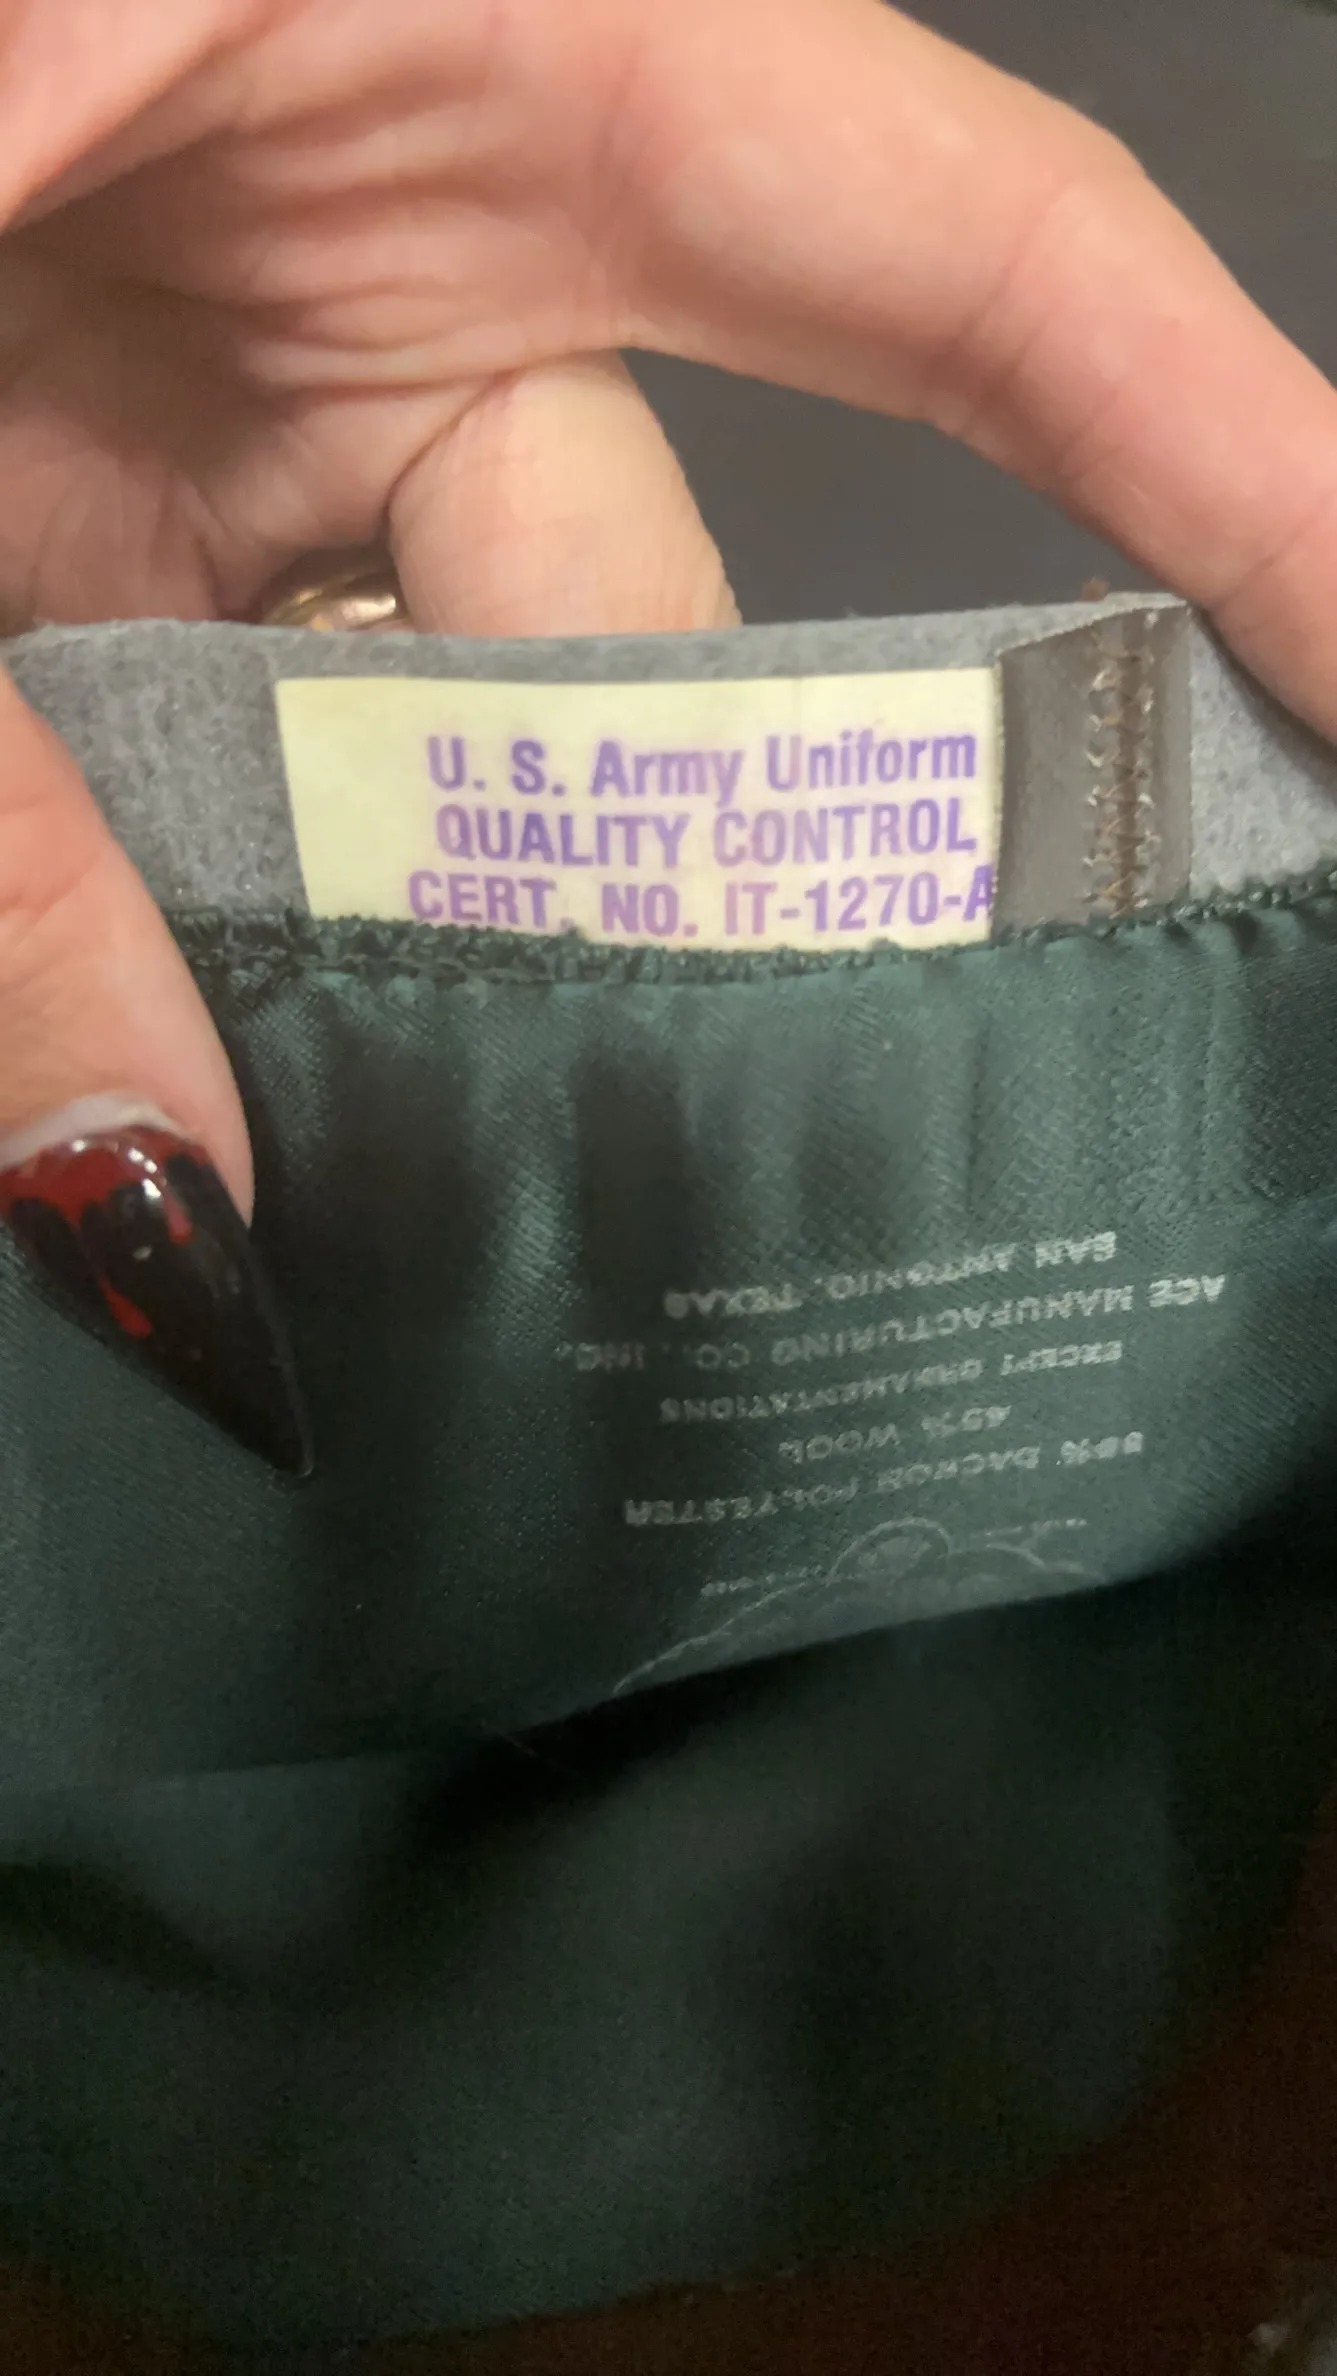 U. S. Army Uniform
QUALITY CONTROL
CERT. NO. IT-1270-A
DACRON POLYESTER
45% WOOL
EXCEPT ORNAMENTATIONS
ACE MANUFACTURING CO., INC.
SAN ANTONIO, TEXAS